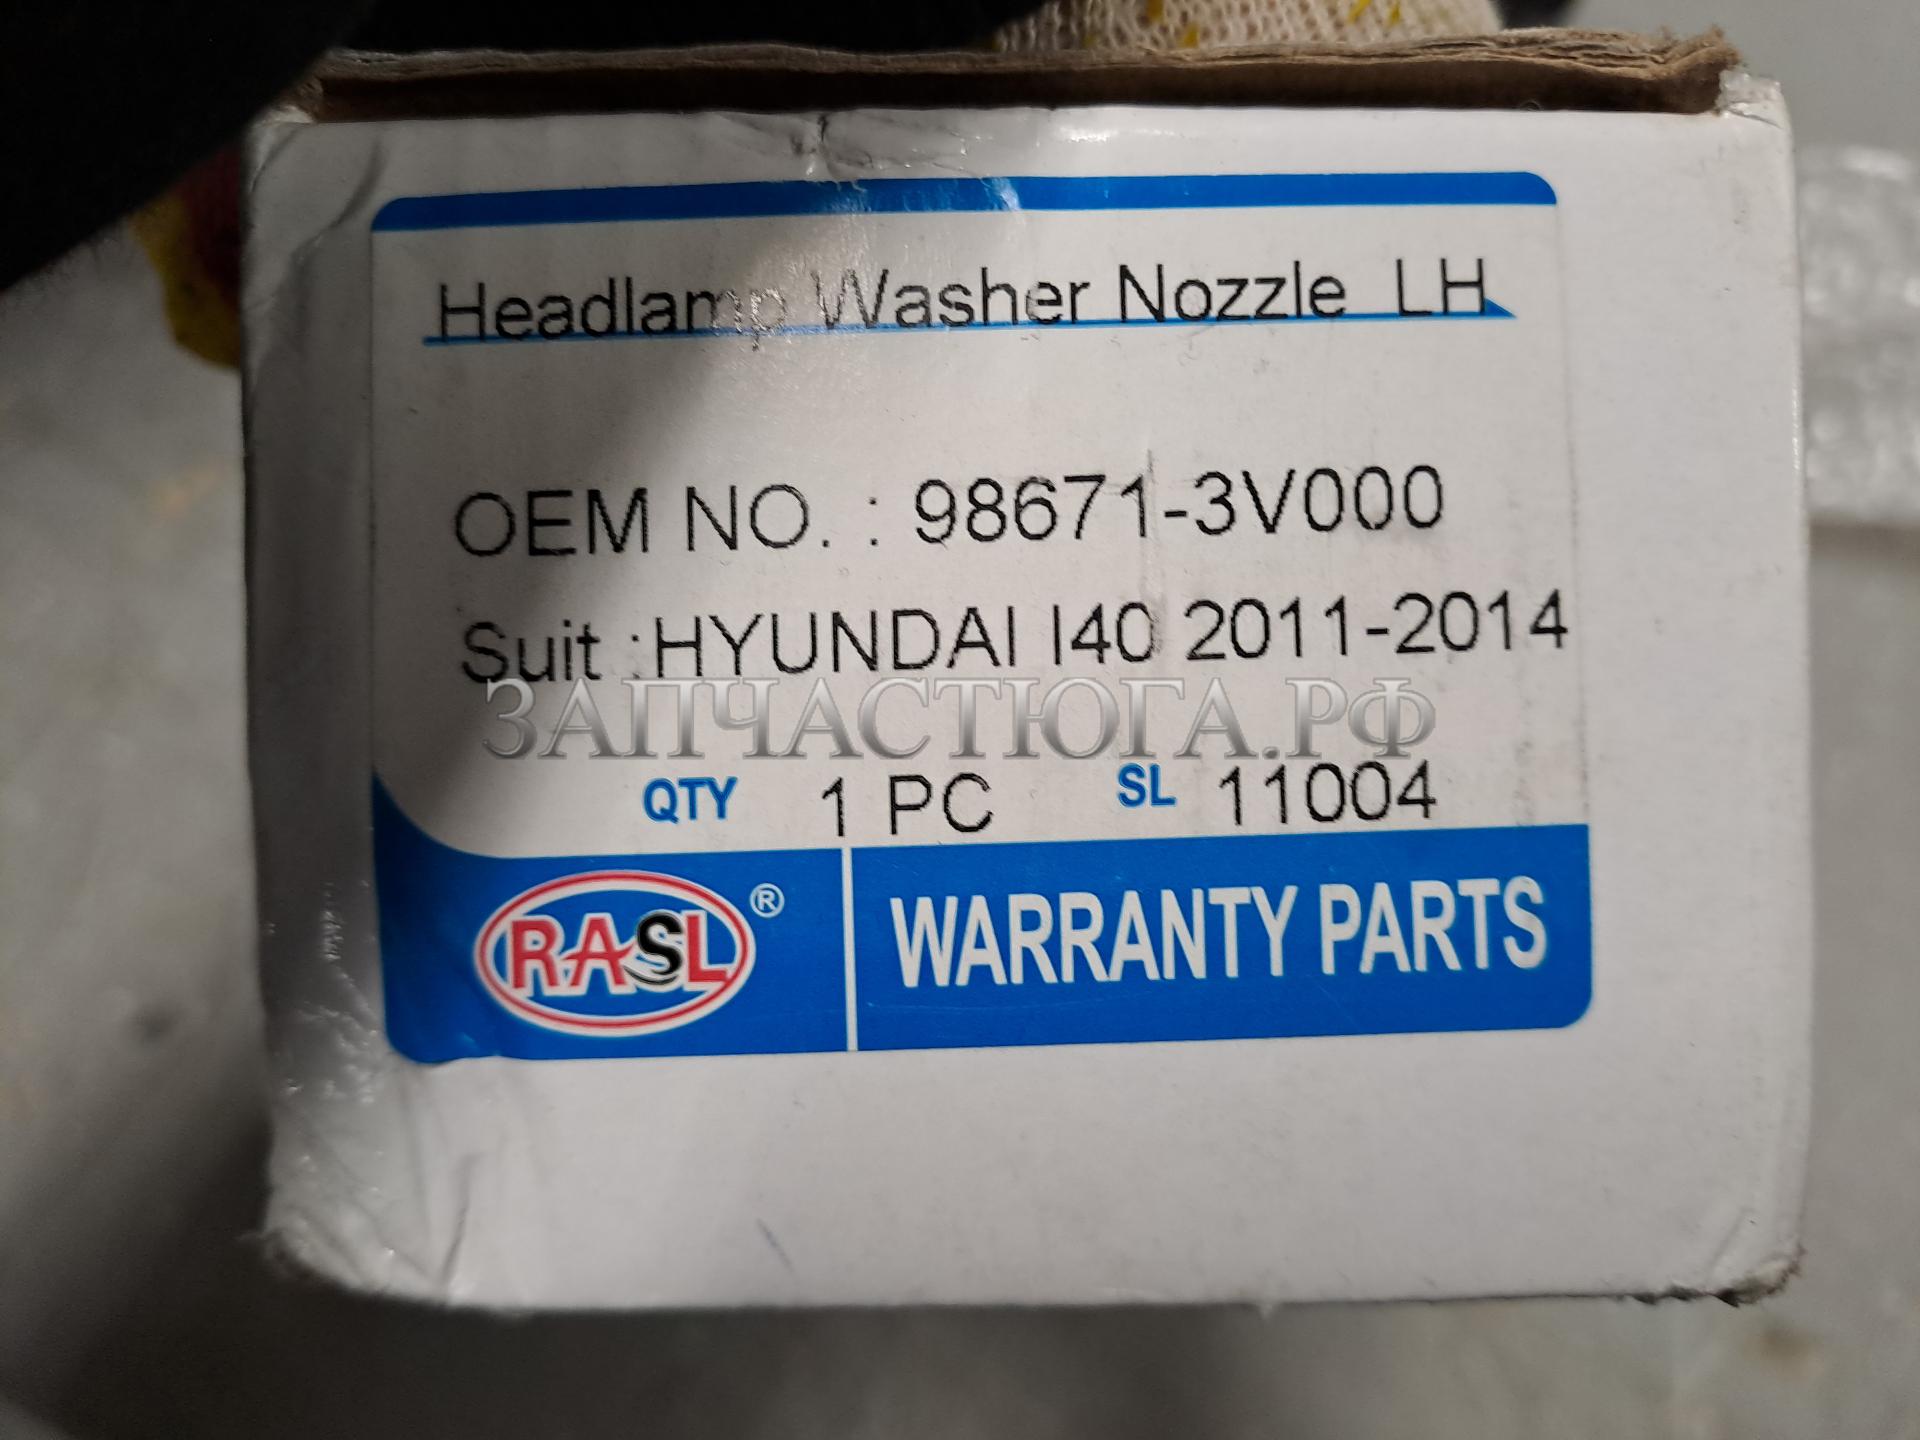 Headlamp Washer Nozzle LH
OEM NO. : 98671-3V000
Suit :HYUNDAI I40 2011-2014
ЗАПЧАСТЮГА.РФ
QTY 1 PC SL 11004
RASL® WARRANTY PARTS